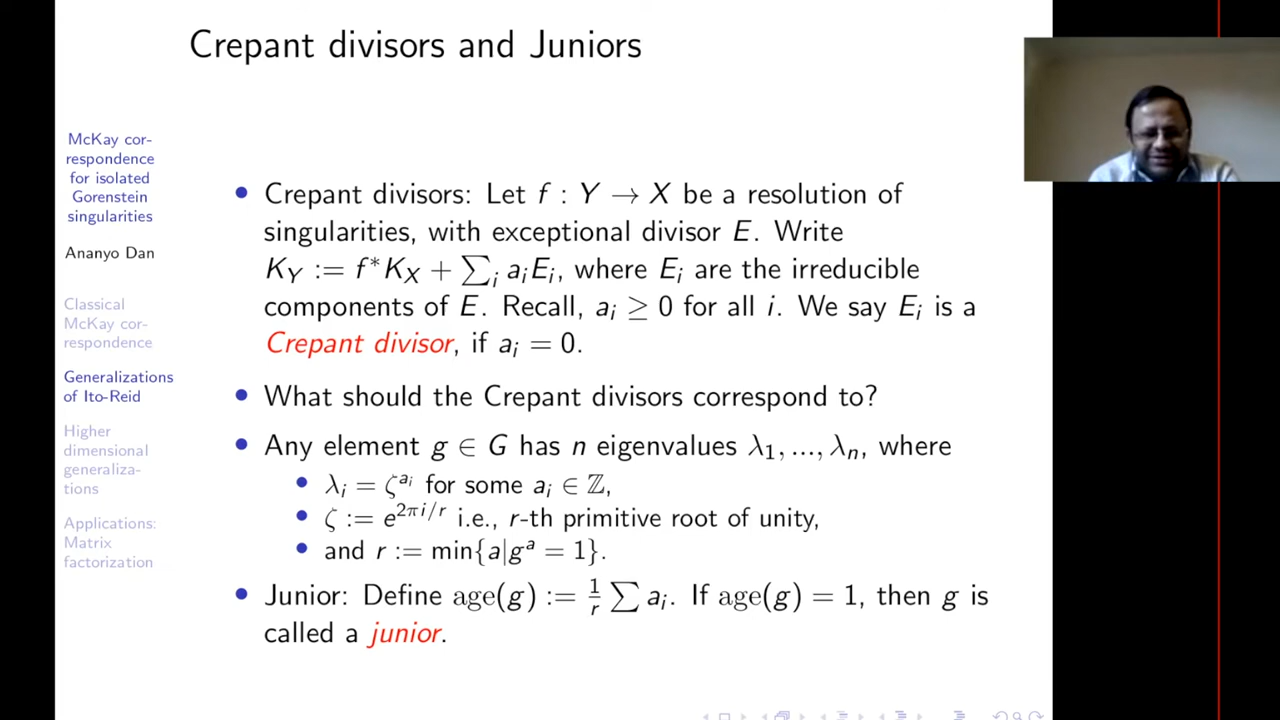 Crepant divisors and Juniors
McKay cor-
respondence
for isolated
Gorenstein
singularities
Ananyo Dan
Classical
McKay cor-
respondence
Generalizations
of Ito-Reid
Higher
dimensional
generaliza-
tions
Applications:
Matrix
factorization
• Crepant divisors: Let f : Y → X be a resolution of
singularities, with exceptional divisor E. Write
K_Y := f*K_X + ∑_i a_i E_i, where E_i are the irreducible
components of E. Recall, a_i ≥ 0 for all i. We say E_i is a
Crepant divisor, if a_i = 0.
• What should the Crepant divisors correspond to?
• Any element g ∈ G has n eigenvalues λ_1, ..., λ_n, where
• λ_i = ζ^{a_i} for some a_i ∈ ℤ,
• ζ := e^{2πi/r} i.e., r-th primitive root of unity,
• and r := min{a|g^a = 1}.
• Junior: Define age(g) := 1/r ∑ a_i. If age(g) = 1, then g is
called a junior.